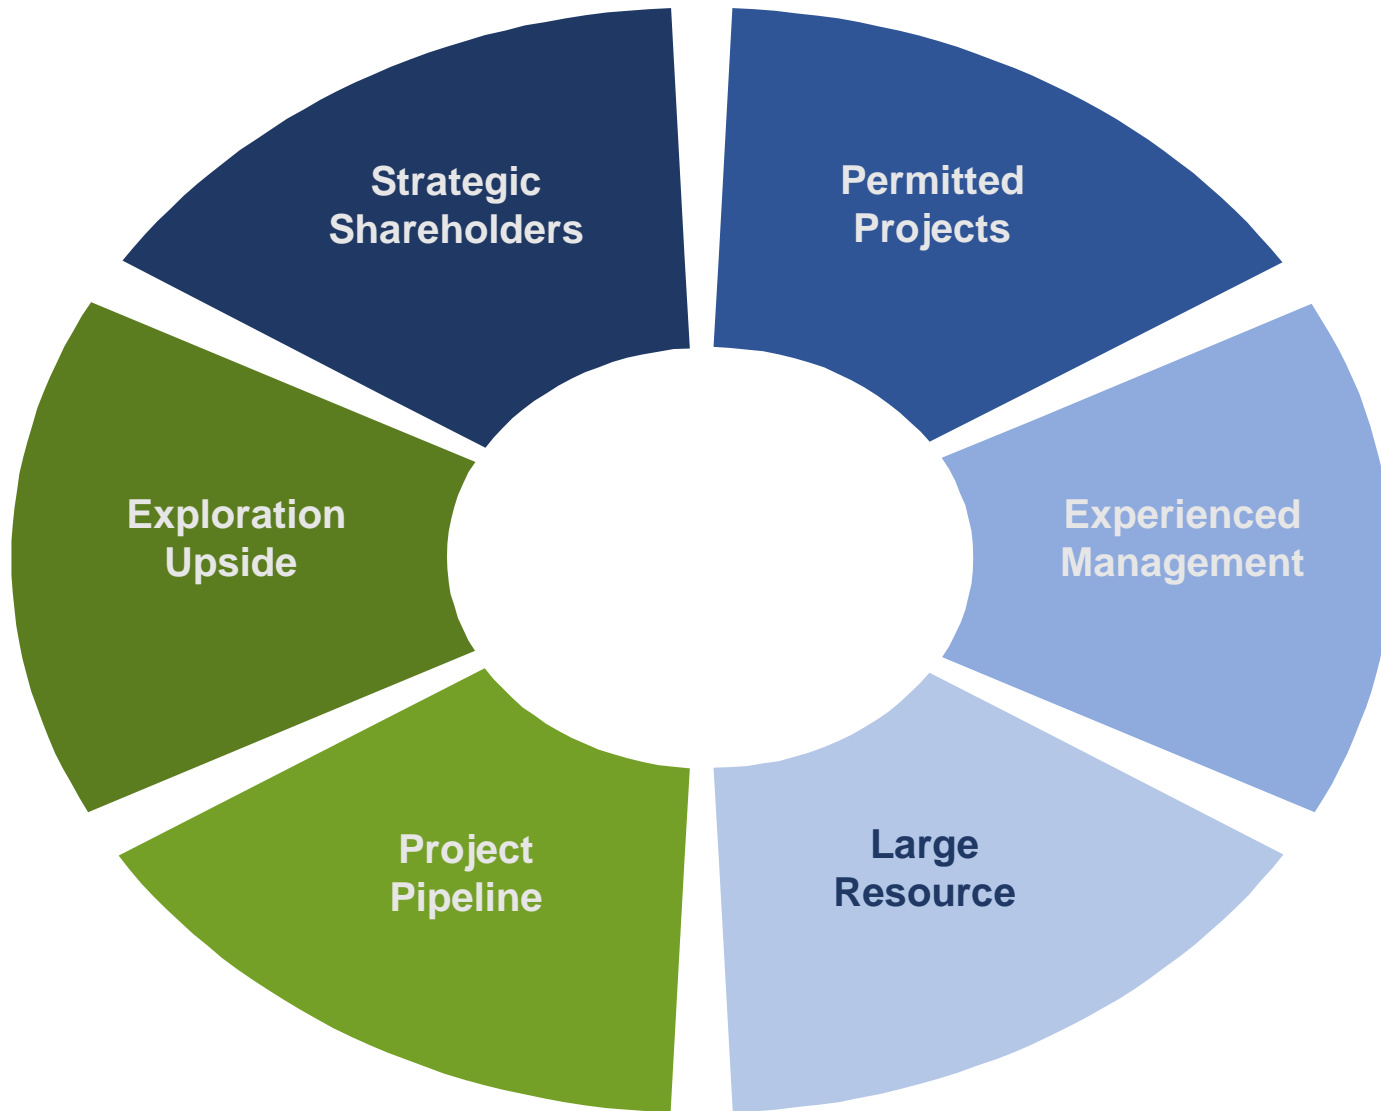 Strategic
Shareholders
Permitted
Projects
Exploration
Upside
Experienced
Management
Project
Pipeline
Large
Resource